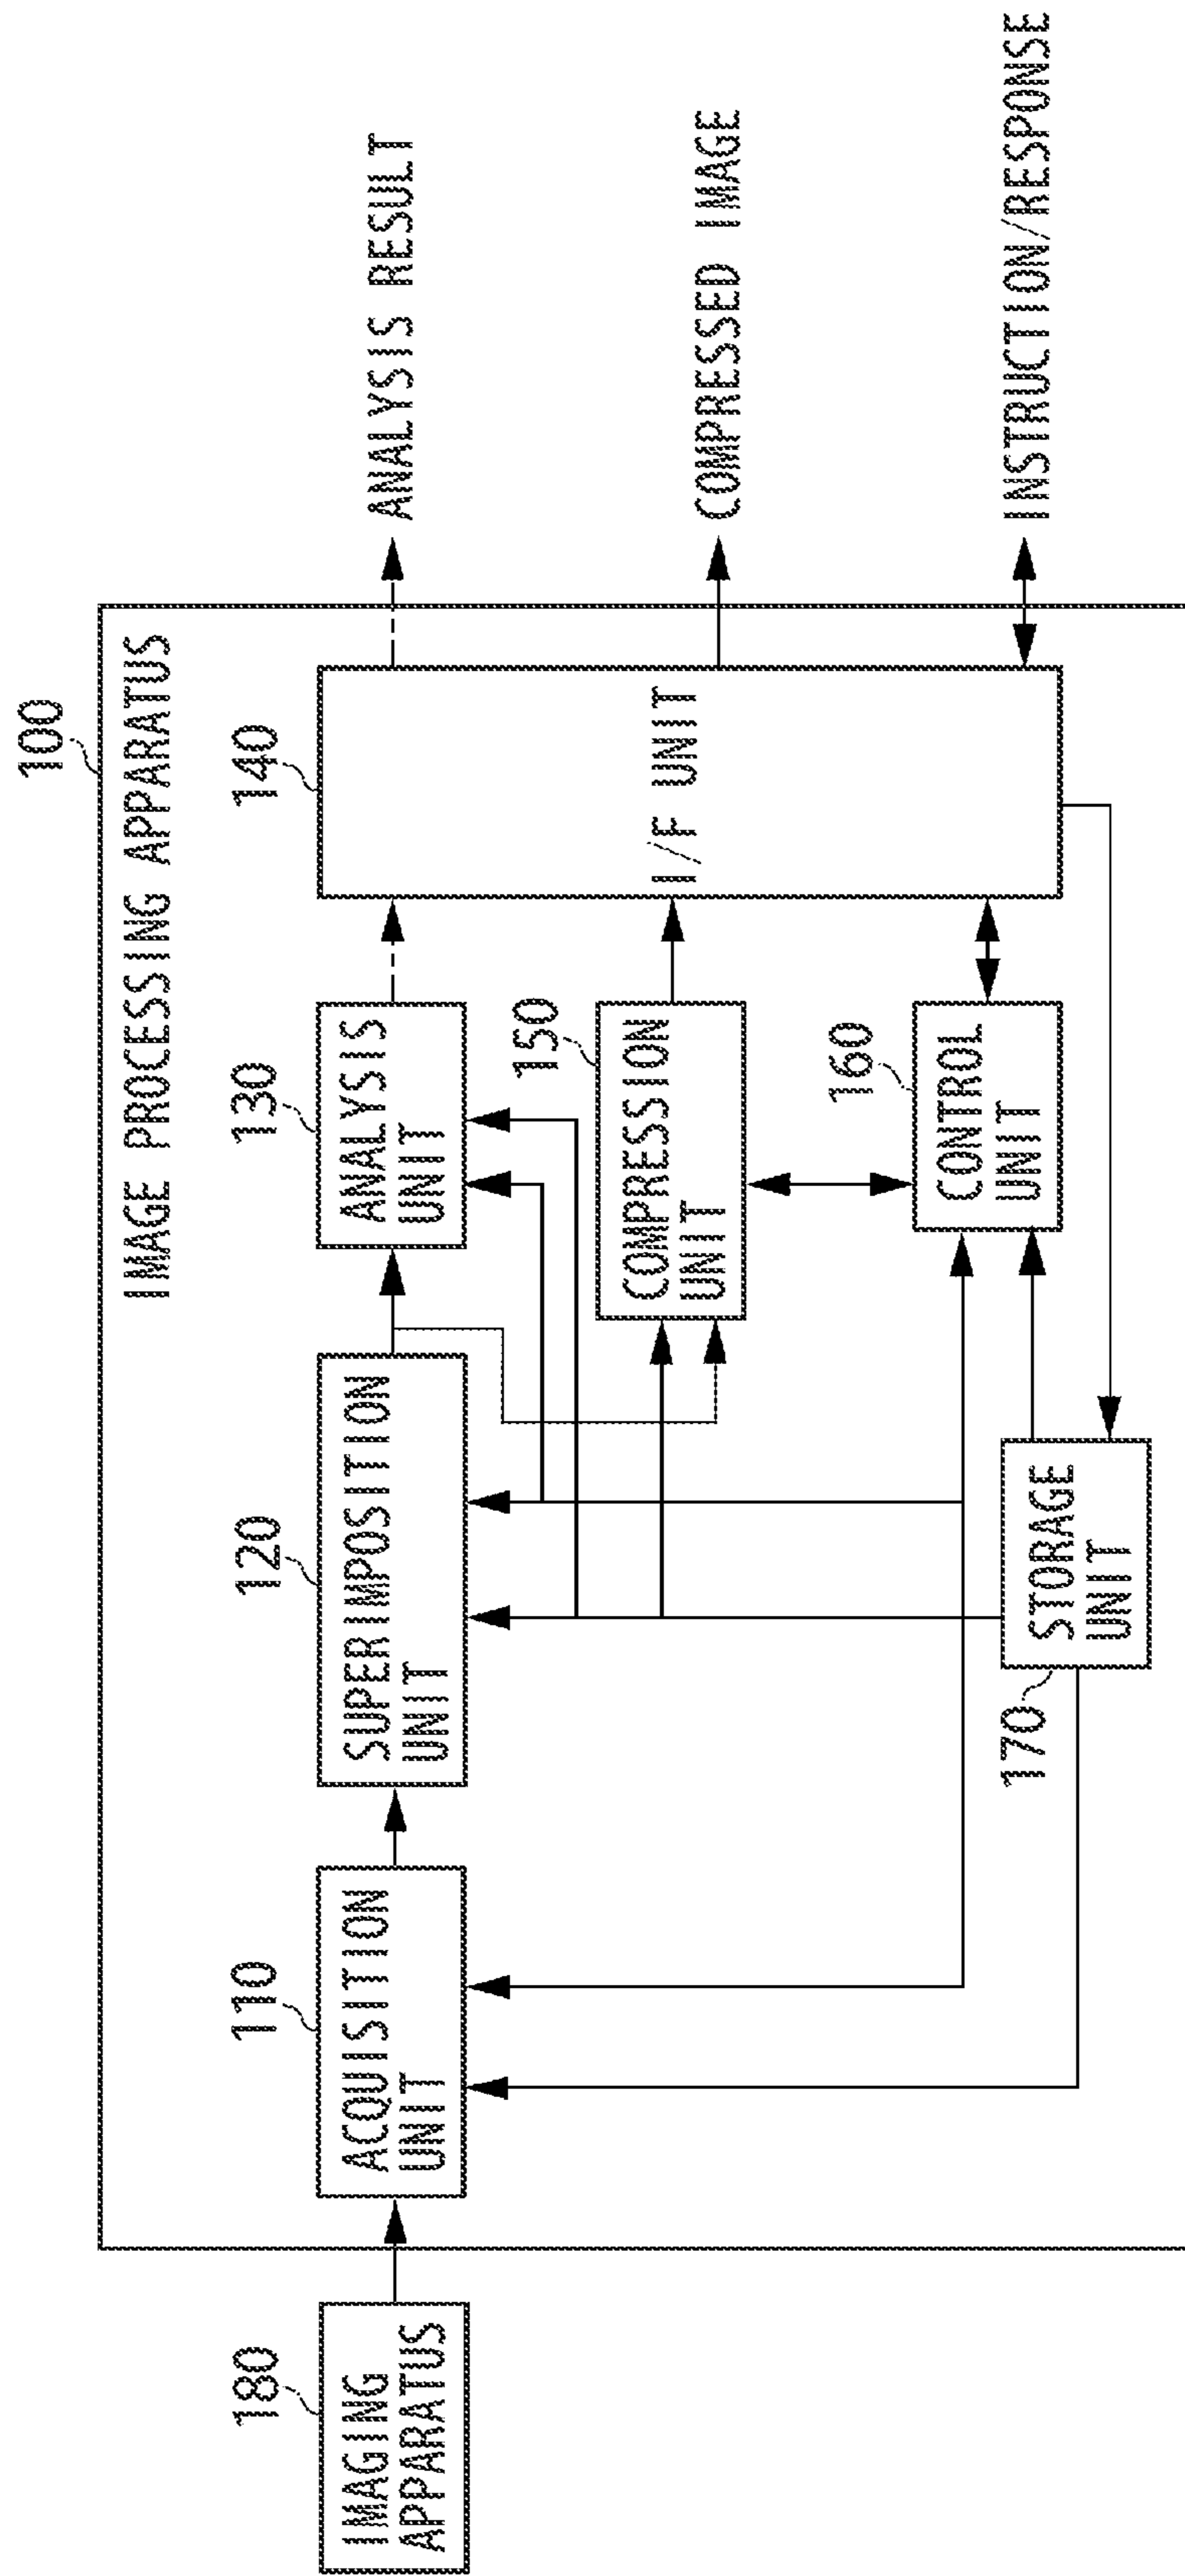 100
IMAGE PROCESSING APPARATUS
180
IMAGING
APPARATUS
110
ACQUISITION
UNIT
120
SUPERIMPOSITION
UNIT
130
ANALYSIS
UNIT
140
I/F UNIT
ANALYSIS RESULT
150
COMPRESSION
UNIT
COMPRESSED IMAGE
160
CONTROL
UNIT
INSTRUCTION/RESPONSE
170
STORAGE
UNIT